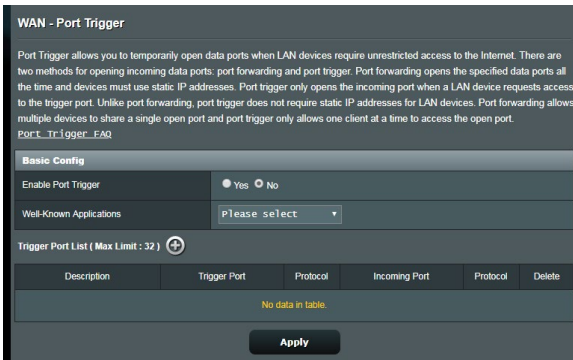 WAN - Port Trigger
Port Trigger allows you to temporarily open data ports when LAN devices require unrestricted access to the Internet. There are
two methods for opening incoming data ports: port forwarding and port trigger. Port forwarding opens the specified data ports all
the time and devices must use static IP addresses. Port trigger only opens the incoming port when a LAN device requests access
to the trigger port. Unlike port forwarding, port trigger does not require static IP addresses for LAN devices. Port forwarding allows
multiple devices to share a single open port and port trigger only allows one client at a time to access the open port.
Port Trigger FAQ
Basic Config
Enable Port Trigger Yes No
Well-Known Applications Please select
Trigger Port List ( Max Limit : 32 )
Description Trigger Port Protocol Incoming Port Protocol Delete
No data in table.
Apply